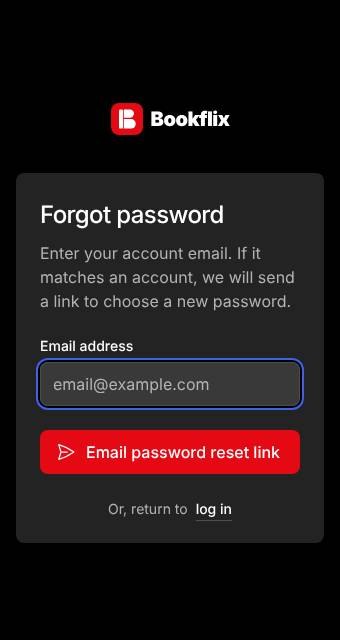 Bookflix
Forgot password
Enter your account email. If it
matches an account, we will send
a link to choose a new password.
Email address
email@example.com
Email password reset link
Or, return to log in